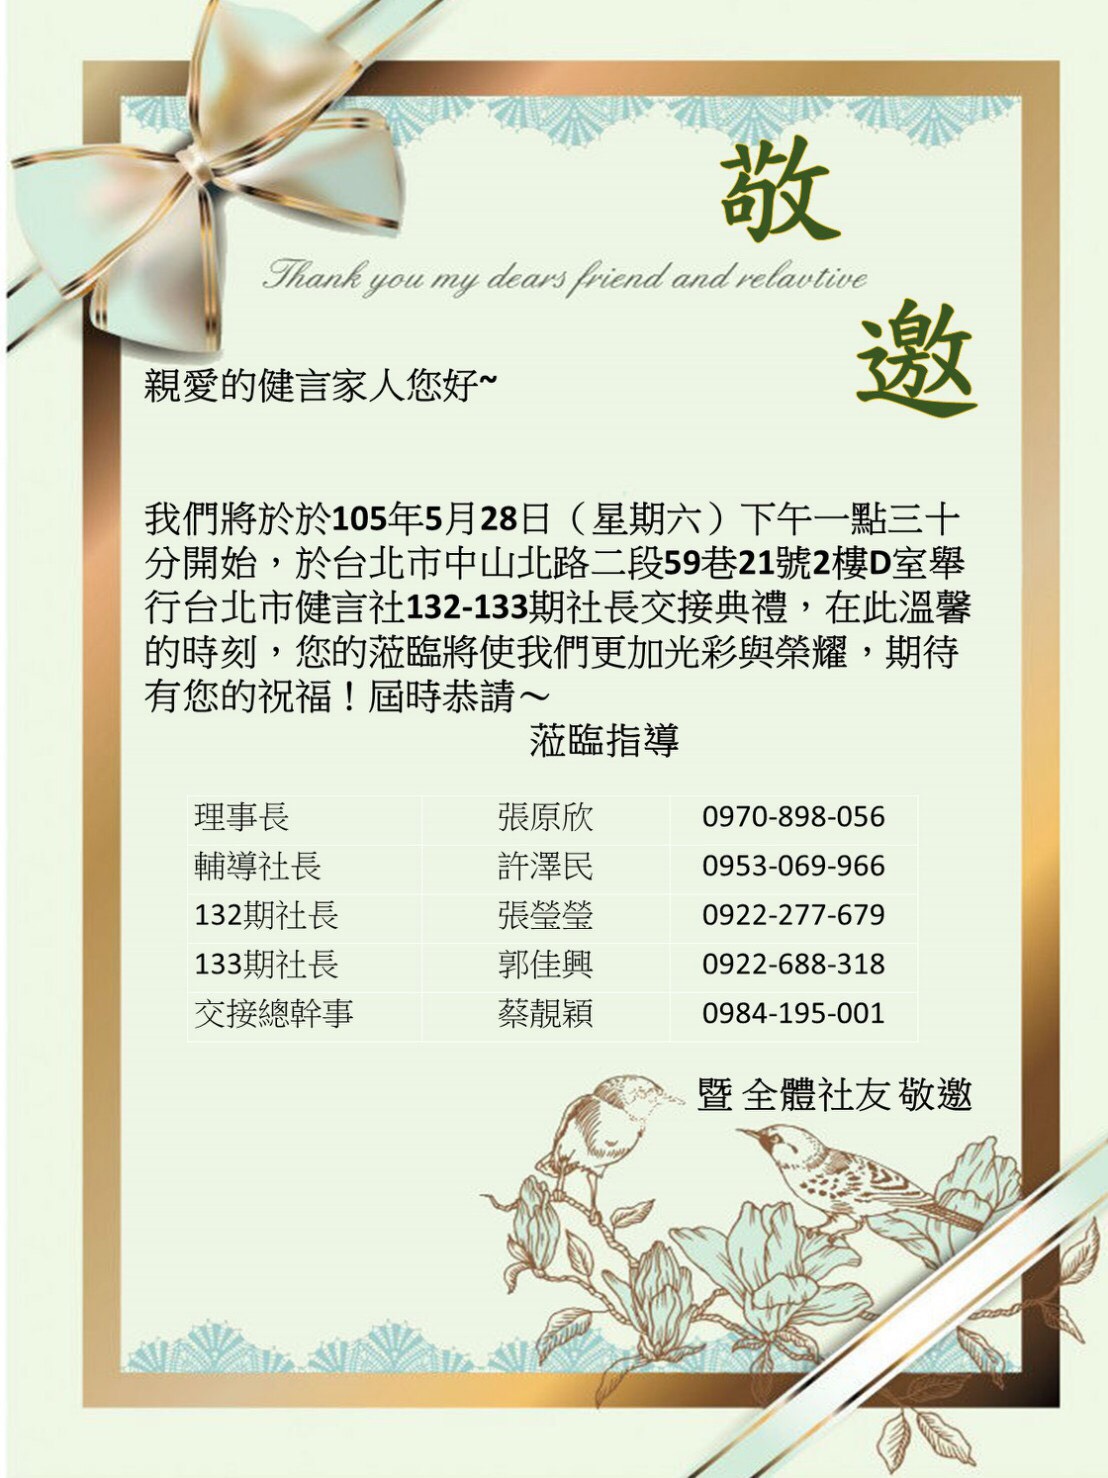 敬
邀
Thank you my dears friend and relavtive
親愛的健言家人您好~
我們將於於105年5月28日（星期六）下午一點三十
分開始，於台北市中山北路二段59巷21號2樓D室舉
行台北市健言社132-133期社長交接典禮，在此溫馨
的時刻，您的蒞臨將使我們更加光彩與榮耀，期待
有您的祝福！屆時恭請～
蒞臨指導
理事長 張原欣 0970-898-056
輔導社長 許澤民 0953-069-966
132期社長 張瑩瑩 0922-277-679
133期社長 郭佳興 0922-688-318
交接總幹事 蔡靚穎 0984-195-001
暨 全體社友 敬邀